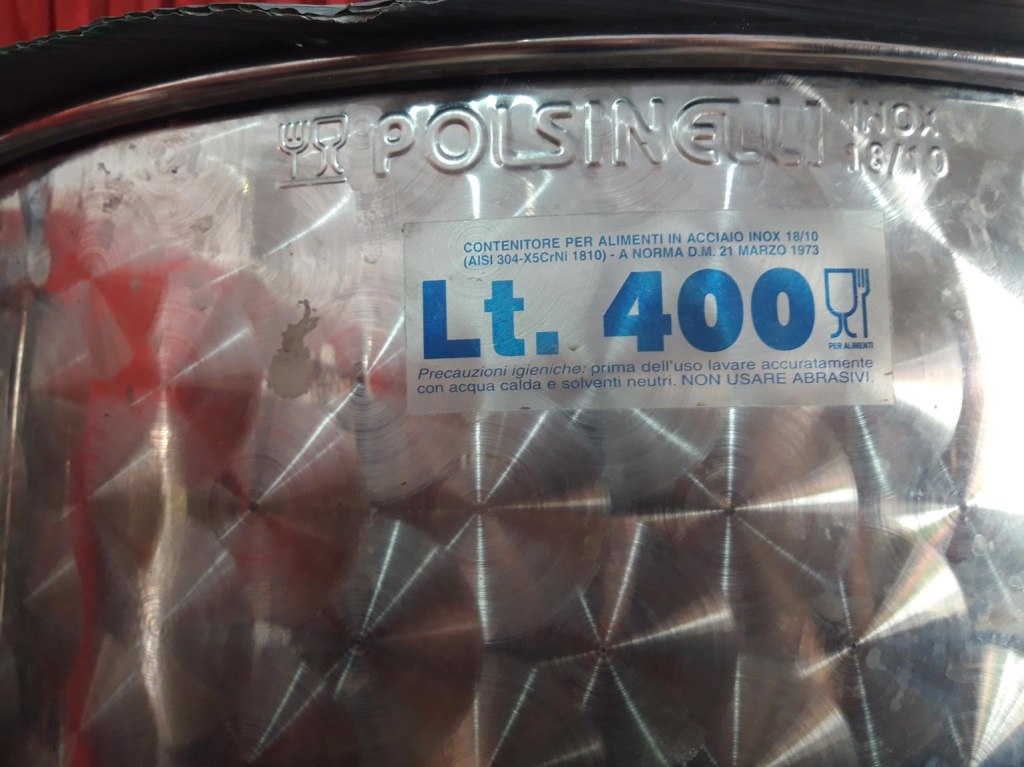 POLSINELLI INOX
18/10
CONTENITORE PER ALIMENTI IN ACCIAIO INOX 18/10
(AISI 304-X5CrNi 1810) - A NORMA D.M. 21 MARZO 1973
Lt. 400
PER ALIMENTI
Precauzioni igieniche: prima dell'uso lavare accuratamente
con acqua calda e solventi neutri. NON USARE ABRASIVI.